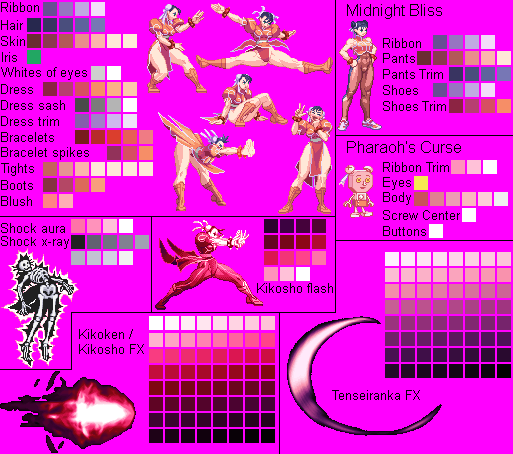 Ribbon
Hair
Skin
Iris
Whites of eyes
Dress
Dress sash
Dress trim
Bracelets
Bracelet spikes
Tights
Boots
Blush
Midnight Bliss
Ribbon
Pants
Pants Trim
Shoes
Shoes Trim
Pharaoh's Curse
Ribbon Trim
Eyes
Body
Screw Center
Buttons
Shock aura
Shock x-ray
Kikosho flash
Kikoken /
Kikosho FX
Tenseiranka FX